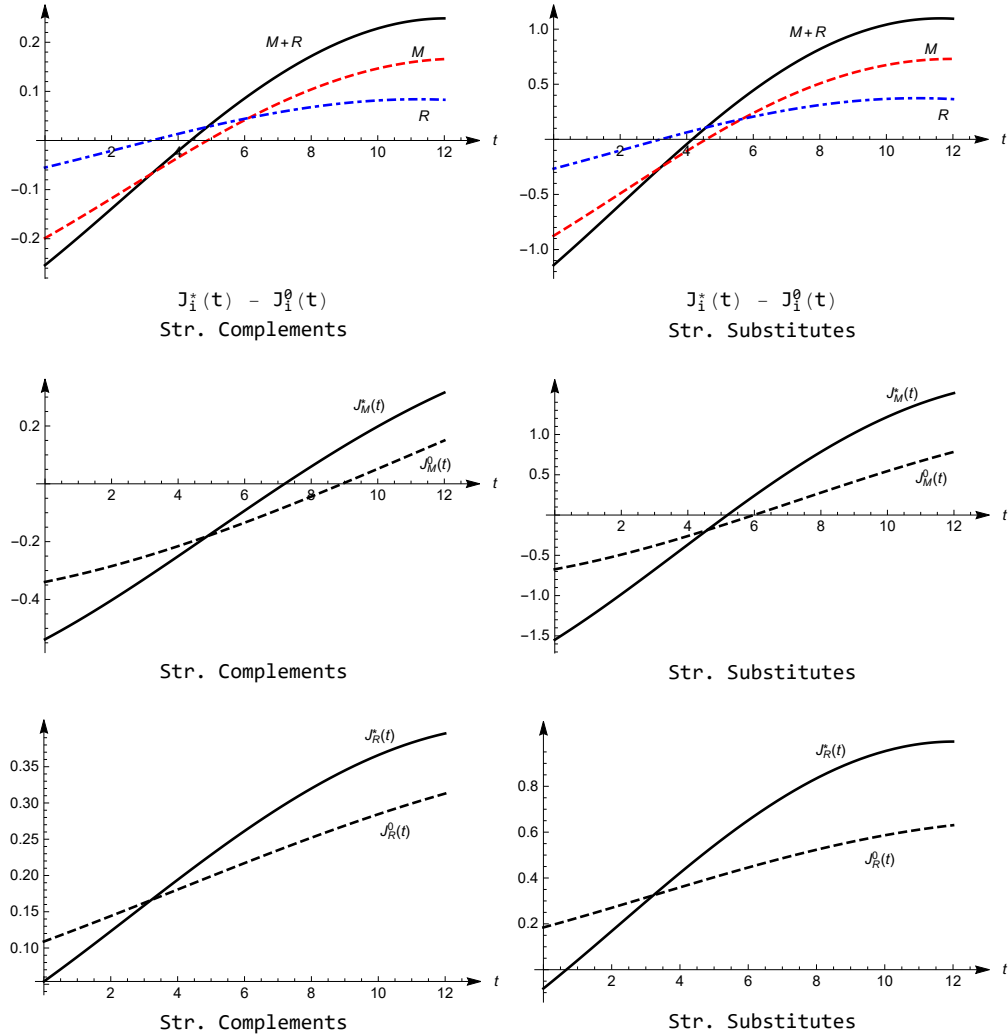 0.2
0.1
−0.1
−0.2
2 4 6 8 10 12
t
M+R
M
R
J*i(t) − J0i(t)
Str. Complements
1.0
0.5
−0.5
−1.0
2 4 6 8 10 12
t
M+R
M
R
J*i(t) − J0i(t)
Str. Substitutes
0.2
−0.2
−0.4
2 4 6 8 10 12
t
J*M(t)
J0M(t)
Str. Complements
1.0
0.5
−0.5
−1.0
−1.5
2 4 6 8 10 12
t
J*M(t)
J0M(t)
Str. Substitutes
0.35
0.30
0.25
0.20
0.15
0.10
2 4 6 8 10 12
t
J*R(t)
J0R(t)
Str. Complements
0.8
0.6
0.4
0.2
2 4 6 8 10 12
t
J*R(t)
J0R(t)
Str. Substitutes